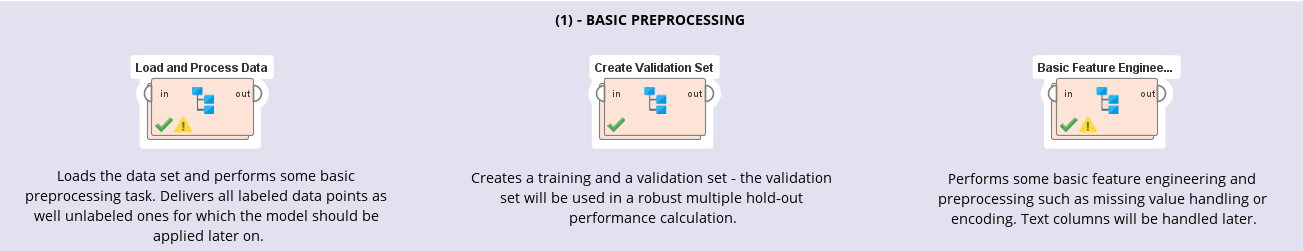 (1) - BASIC PREPROCESSING
Load and Process Data
in out
Loads the data set and performs some basic
preprocessing task. Delivers all labeled data points as
well unlabeled ones for which the model should be
applied later on.
Create Validation Set
in out
Creates a training and a validation set - the validation
set will be used in a robust multiple hold-out
performance calculation.
Basic Feature Enginee...
in out
Performs some basic feature engineering and
preprocessing such as missing value handling or
encoding. Text columns will be handled later.